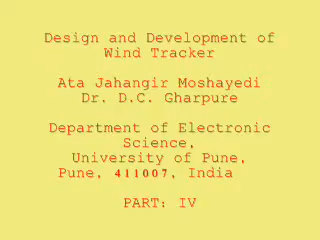 Design and Development of
Wind Tracker
Ata Jahangir Moshayedi
Dr. D.C. Gharpure
Department of Electronic
Science,
University of Pune,
Pune, 411007, India
PART: IV